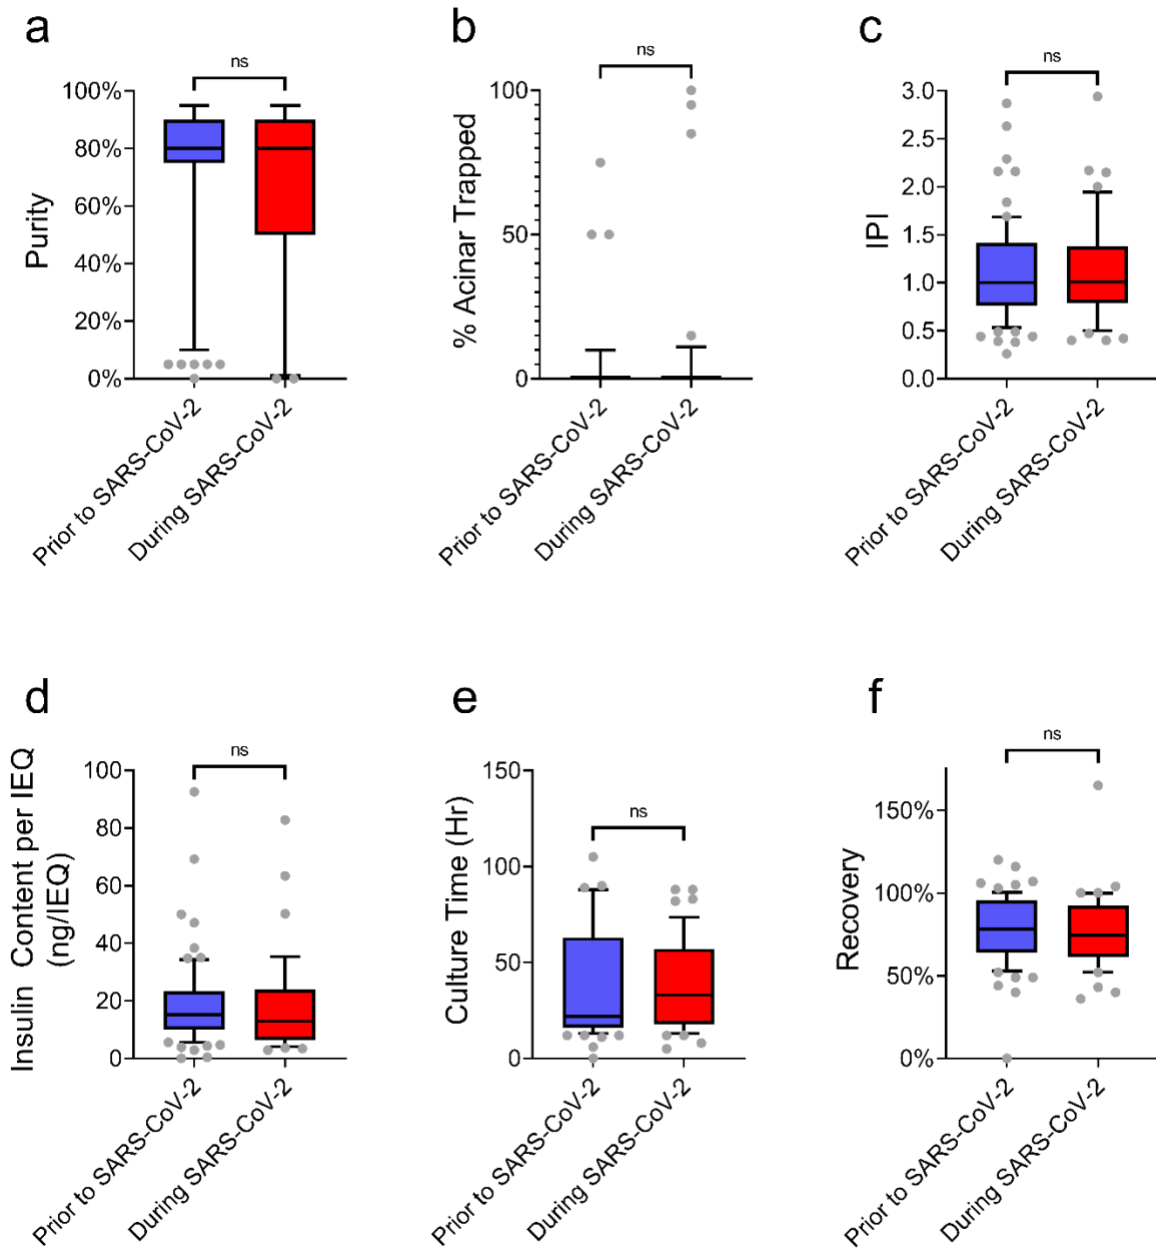 a
ns
Purity
100%
80%
60%
40%
20%
0%
Prior to SARS-CoV-2
During SARS-CoV-2
b
ns
% Acinar Trapped
100
50
0
Prior to SARS-CoV-2
During SARS-CoV-2
c
ns
IPI
3.0
2.5
2.0
1.5
1.0
0.5
0.0
Prior to SARS-CoV-2
During SARS-CoV-2
d
ns
Insulin Content per IEQ
(ng/IEQ)
100
80
60
40
20
0
Prior to SARS-CoV-2
During SARS-CoV-2
e
ns
Culture Time (Hr)
150
100
50
0
Prior to SARS-CoV-2
During SARS-CoV-2
f
ns
Recovery
150%
100%
50%
0%
Prior to SARS-CoV-2
During SARS-CoV-2